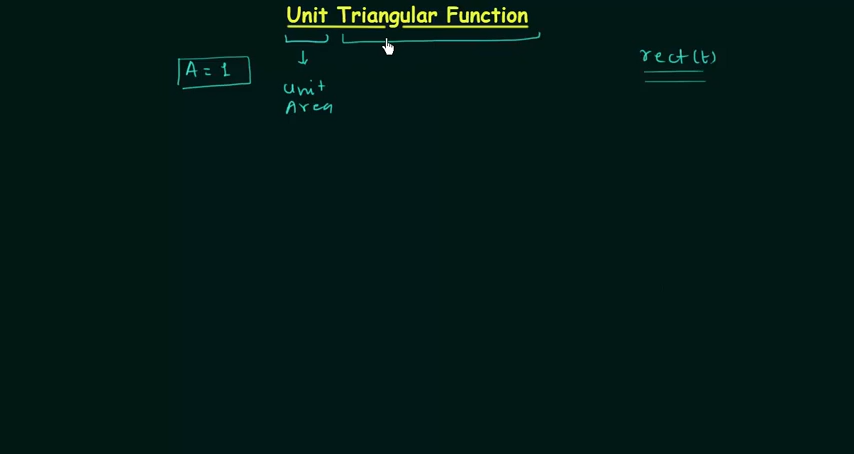 Unit Triangular Function
A = 1
unit
Area
rect(t)